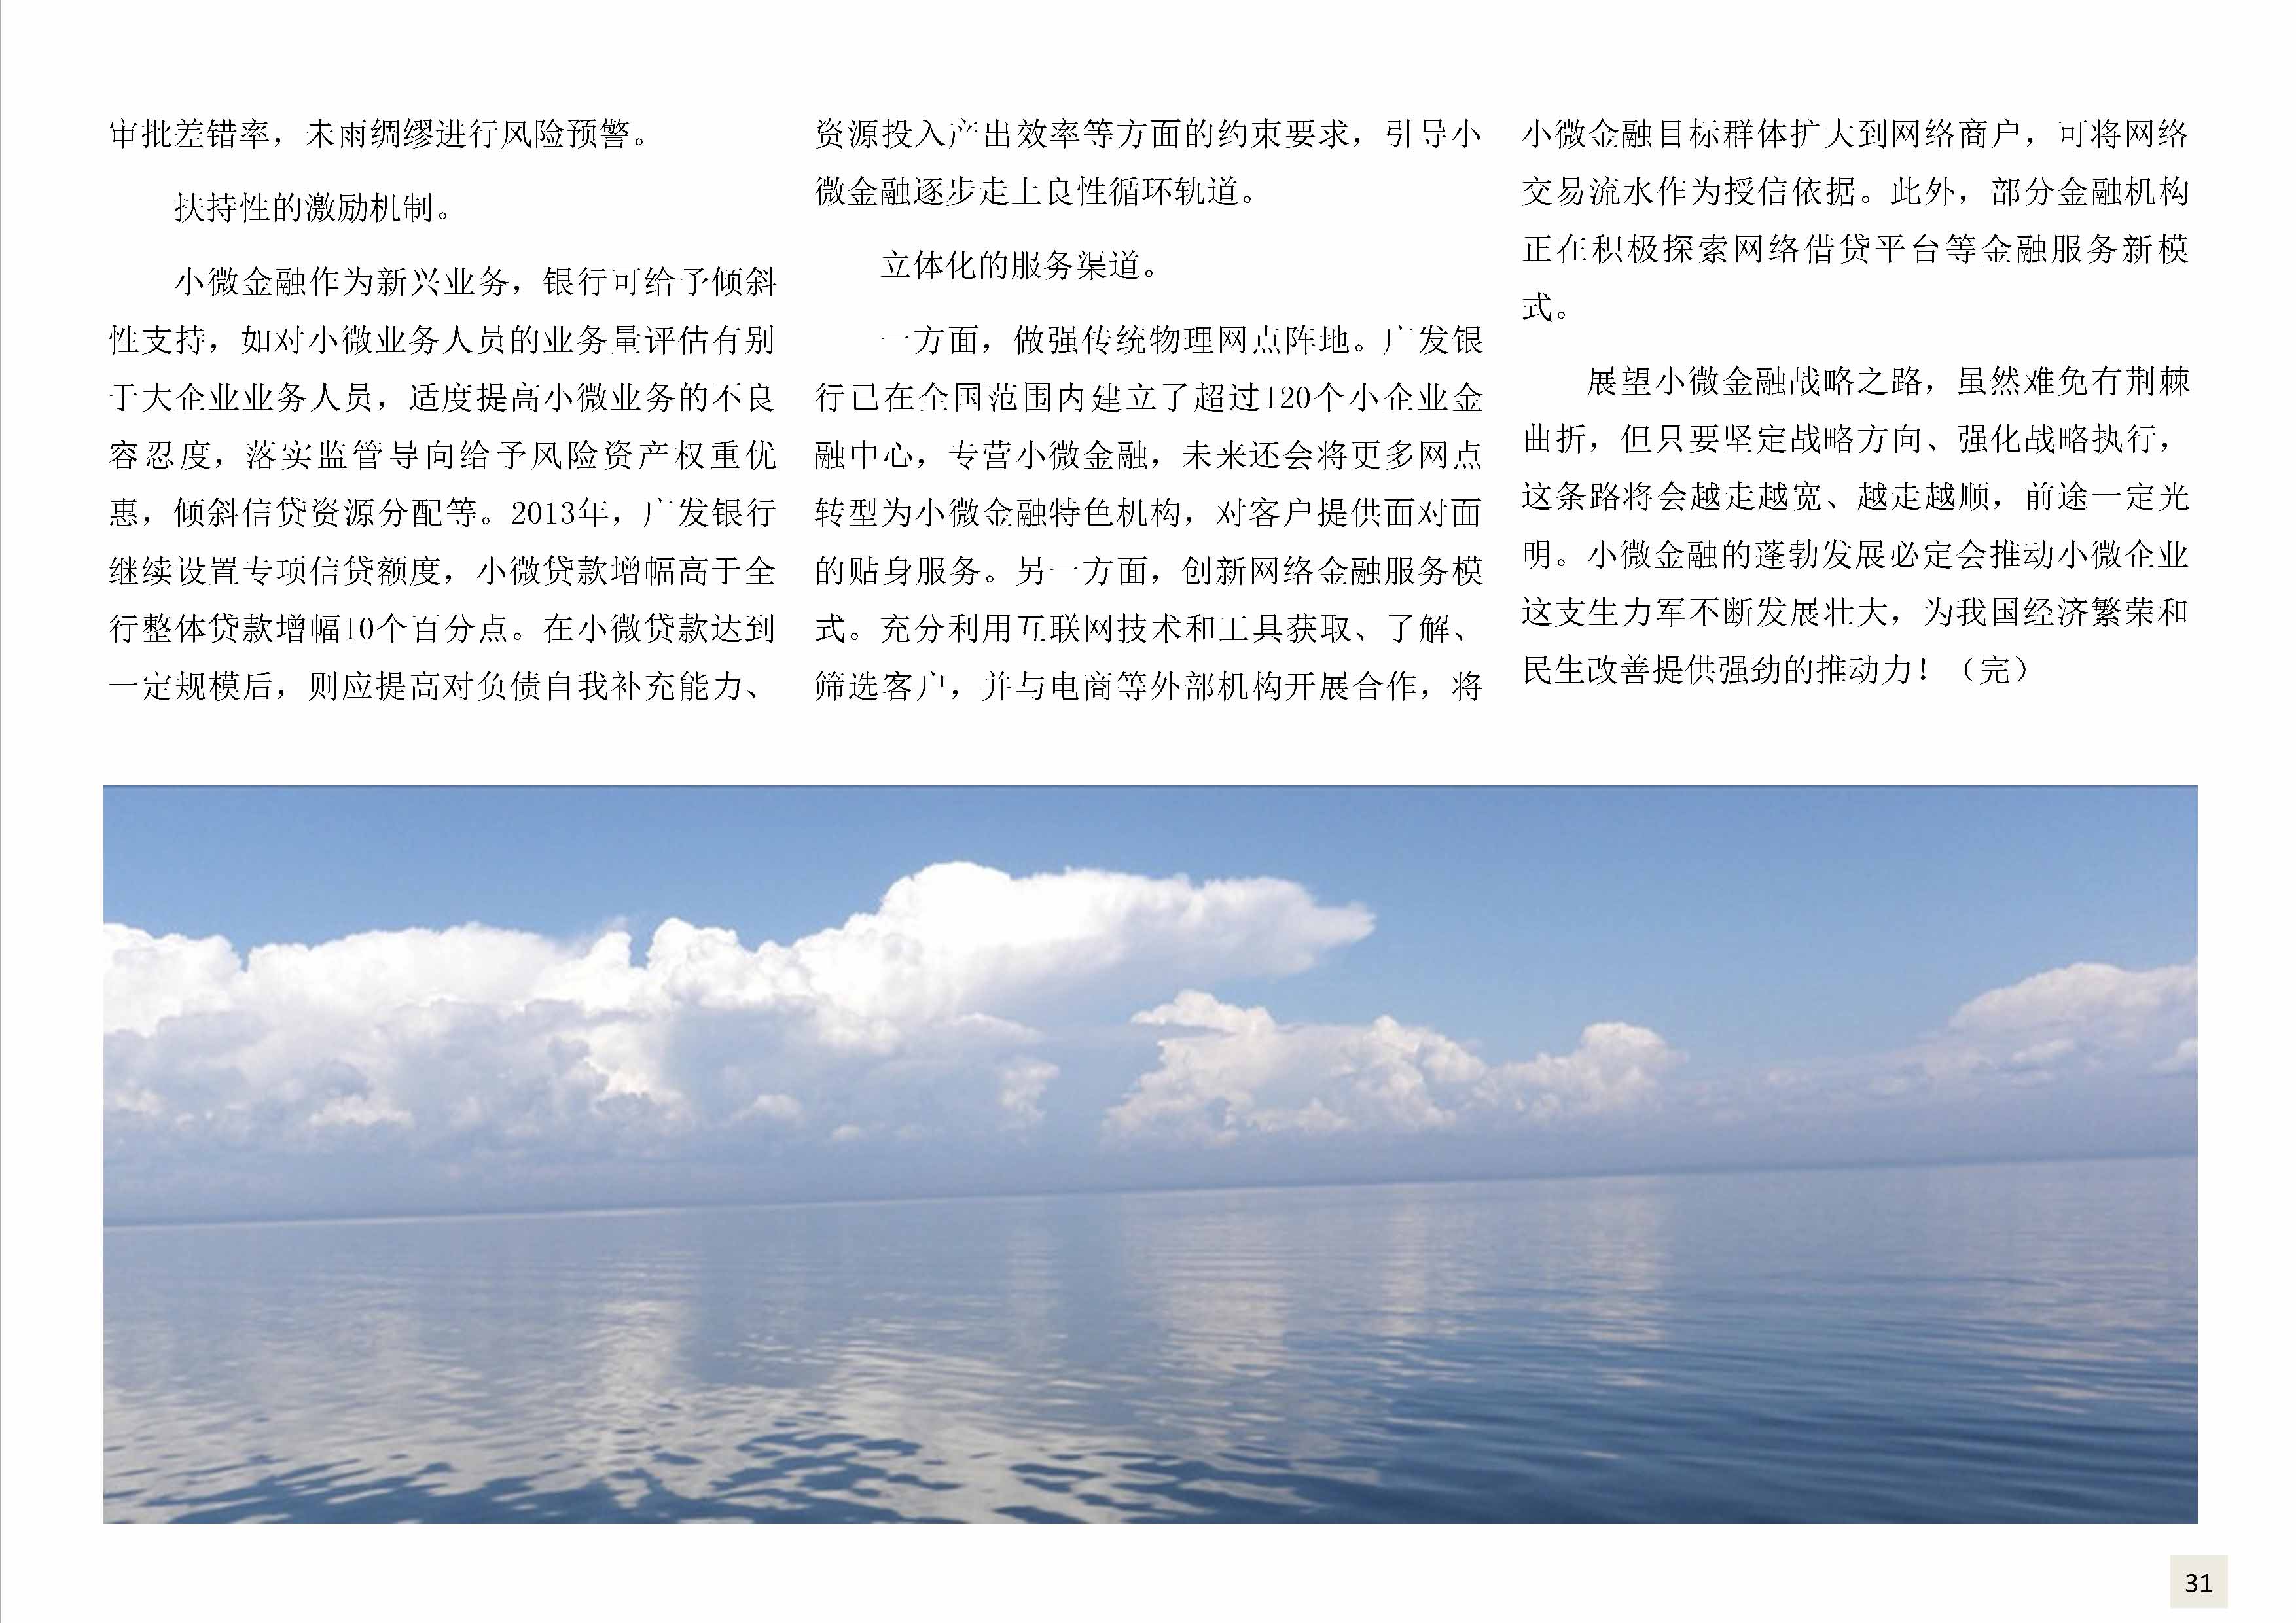 审批差错率，未雨绸缪进行风险预警。
扶持性的激励机制。
小微金融作为新兴业务，银行可给予倾斜
性支持，如对小微业务人员的业务量评估有别
于大企业业务人员，适度提高小微业务的不良
容忍度，落实监管导向给予风险资产权重优
惠，倾斜信贷资源分配等。2013年，广发银行
继续设置专项信贷额度，小微贷款增幅高于全
行整体贷款增幅10个百分点。在小微贷款达到
一定规模后，则应提高对负债自我补充能力、
资源投入产出效率等方面的约束要求，引导小
微金融逐步走上良性循环轨道。
立体化的服务渠道。
一方面，做强传统物理网点阵地。广发银
行已在全国范围内建立了超过120个小企业金
融中心，专营小微金融，未来还会将更多网点
转型为小微金融特色机构，对客户提供面对面
的贴身服务。另一方面，创新网络金融服务模
式。充分利用互联网技术和工具获取、了解、
筛选客户，并与电商等外部机构开展合作，将
小微金融目标群体扩大到网络商户，可将网络
交易流水作为授信依据。此外，部分金融机构
正在积极探索网络借贷平台等金融服务新模
式。
展望小微金融战略之路，虽然难免有荆棘
曲折，但只要坚定战略方向、强化战略执行，
这条路将会越走越宽、越走越顺，前途一定光
明。小微金融的蓬勃发展必定会推动小微企业
这支生力军不断发展壮大，为我国经济繁荣和
民生改善提供强劲的推动力！（完）
31